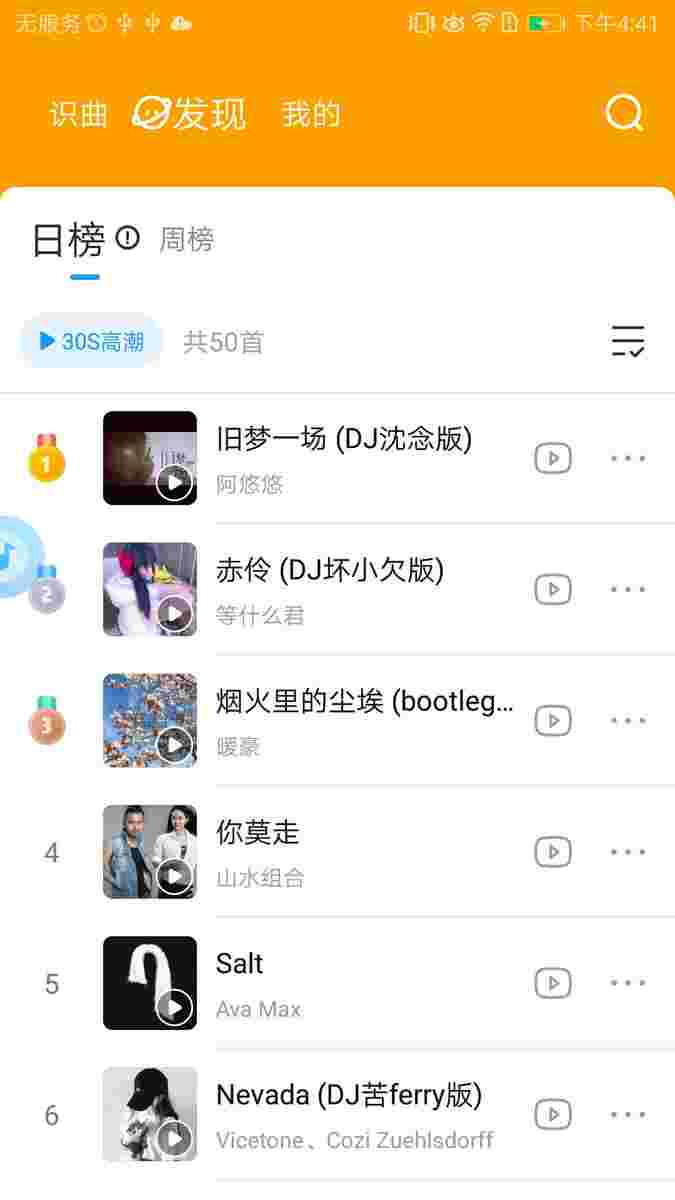 无服务 下午4:41
识曲 发现 我的
日榜 周榜
30S高潮 共50首
1
旧梦一场 (DJ沈念版)
阿悠悠
2
赤伶 (DJ坏小欠版)
等什么君
3
烟火里的尘埃 (bootleg...
暖豪
4
你莫走
山水组合
5
Salt
Ava Max
6
Nevada (DJ苦ferry版)
Vicetone、Cozi Zuehlsdorff